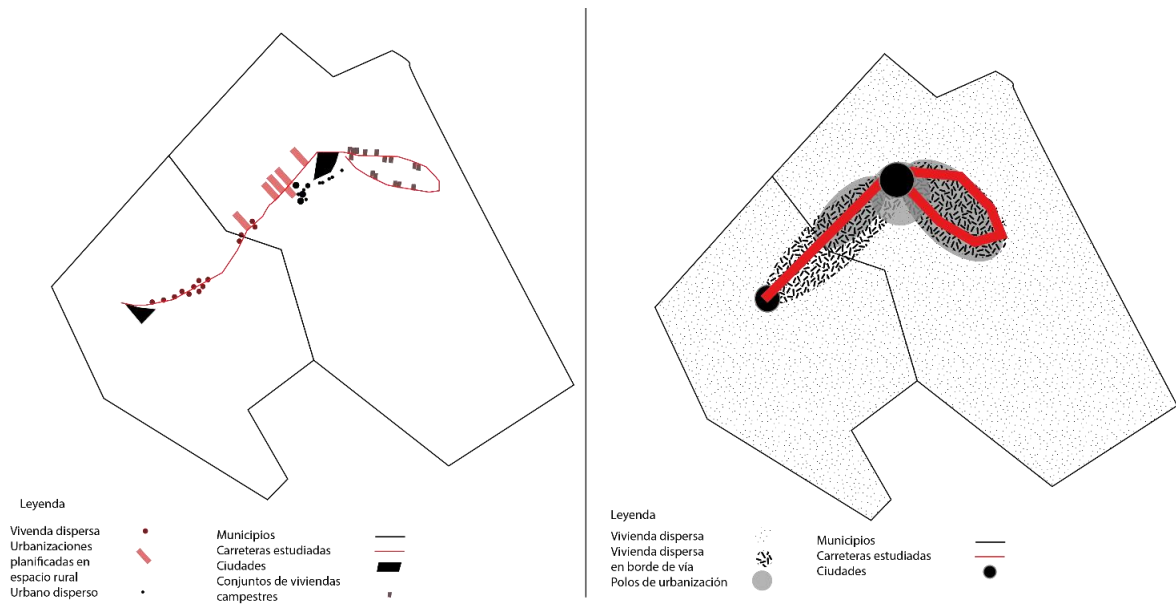 Leyenda
Vivenda dispersa
Urbanizaciones
planificadas en
espacio rural
Urbano disperso
Municipios
Carreteras estudiadas
Ciudades
Conjuntos de viviendas
campestres
Leyenda
Vivienda dispersa
Vivienda dispersa
en borde de vía
Polos de urbanización
Municipios
Carreteras estudiadas
Ciudades